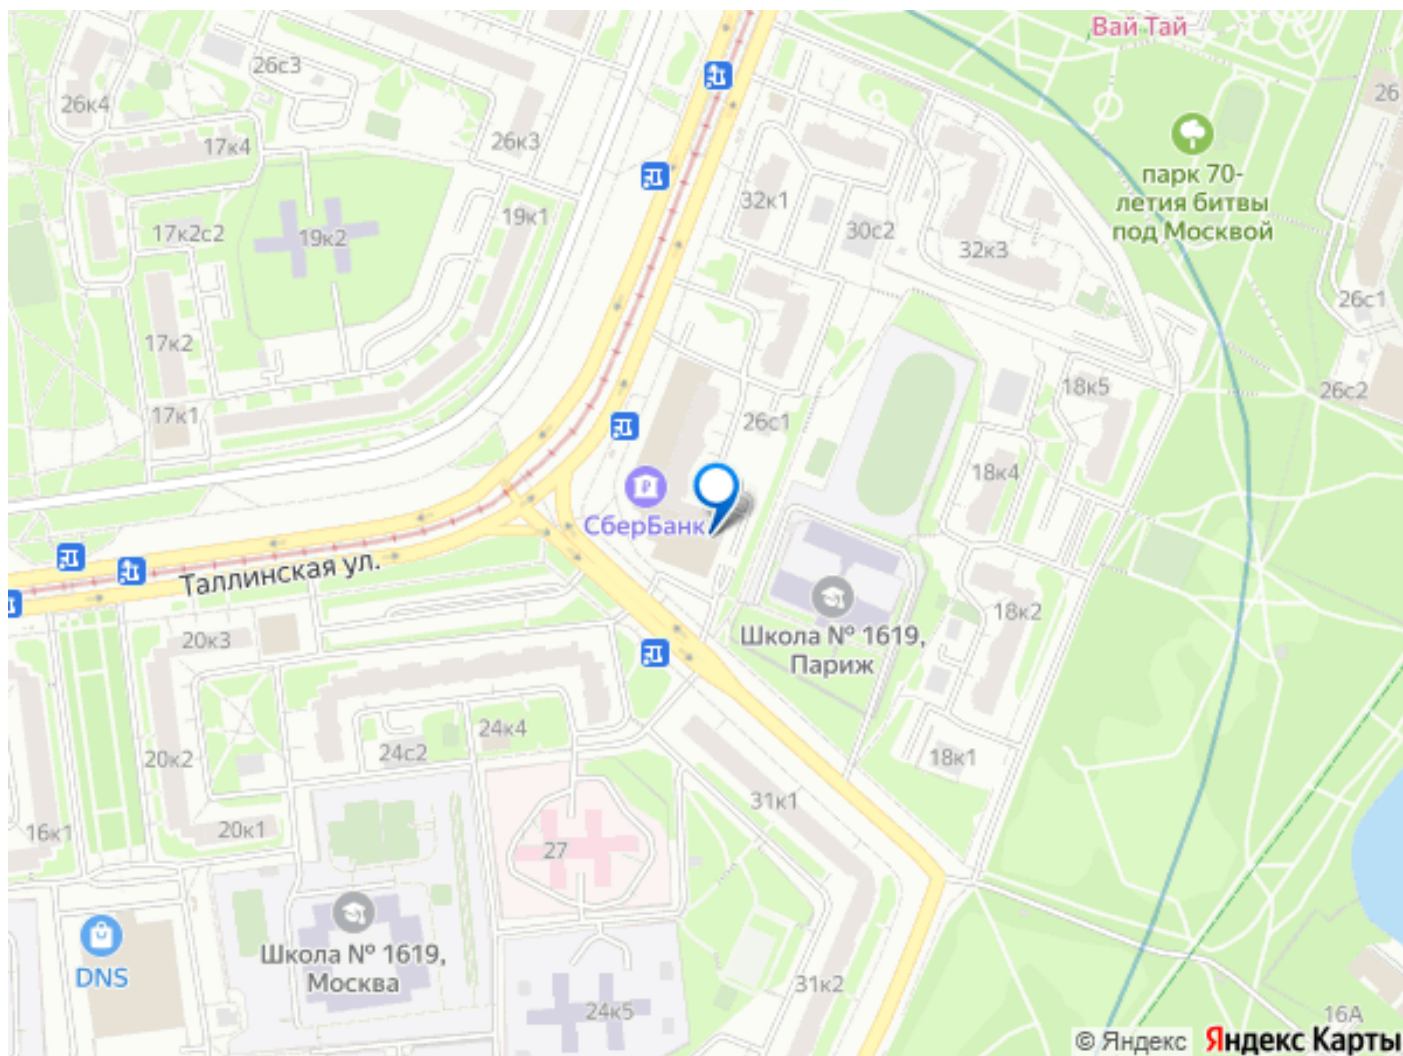 Вай Тай
26с3
26
26к4
17к4
26к3
парк 70-
летия битвы
под Москвой
32к1
19к1
17к2с2
19к2
30с2
32к3
26с1
17к2
18к5
26с2
17к1
26с1
18к4
СберБанк
Таллинская ул.
18к2
20к3
Школа № 1619,
Париж
24к4
24с2
20к2
18к1
31к1
16к1
20к1
27
Школа № 1619,
Москва
DNS
31к2
24к5
16А
© Яндекс Яндекс Карты